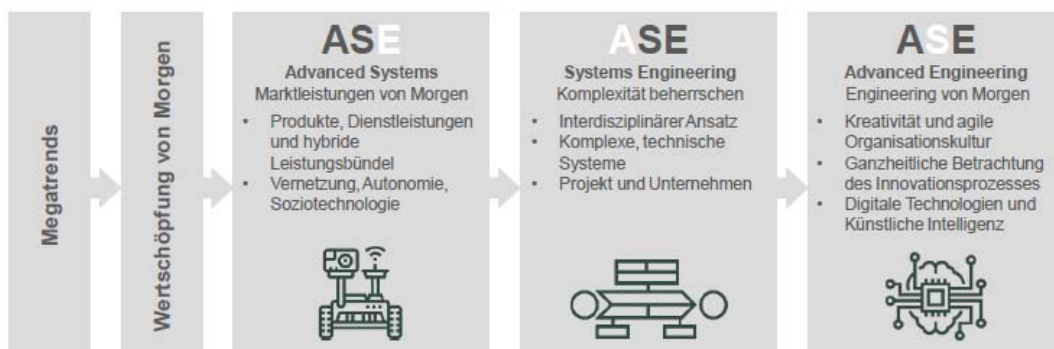 Megatrends
Wertschöpfung von Morgen
ASE
Advanced Systems
Marktleistungen von Morgen
• Produkte, Dienstleistungen
und hybride
Leistungsbündel
• Vernetzung, Autonomie,
Soziotechnologie
ASE
Systems Engineering
Komplexität beherrschen
• Interdisziplinärer Ansatz
• Komplexe, technische
Systeme
• Projekt und Unternehmen
ASE
Advanced Engineering
Engineering von Morgen
• Kreativität und agile
Organisationskultur
• Ganzheitliche Betrachtung
des Innovationsprozesses
• Digitale Technologien und
Künstliche Intelligenz